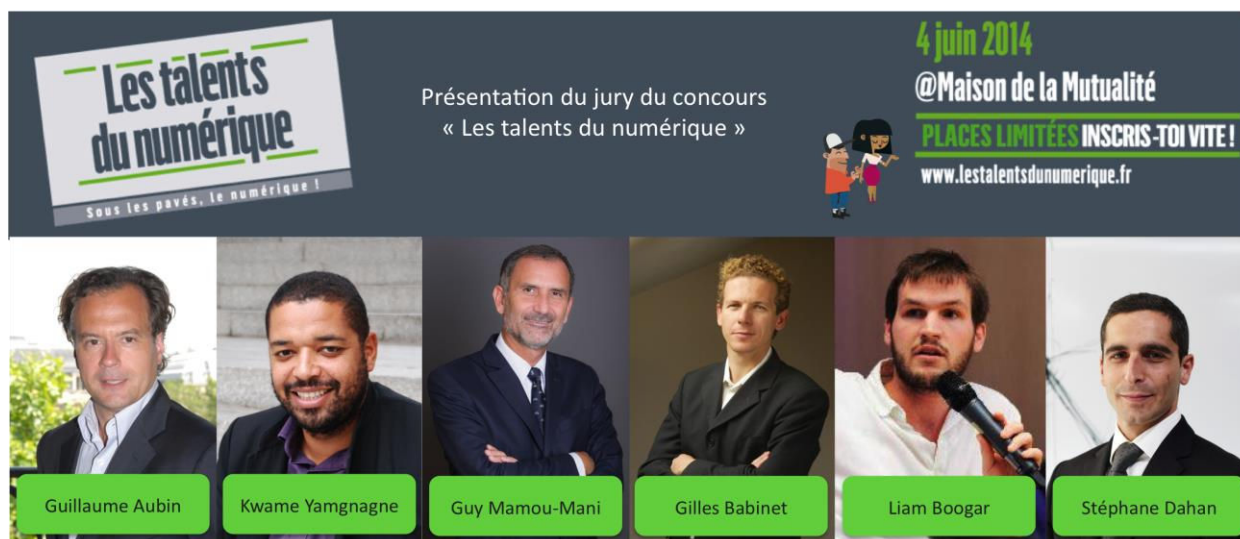 Les talents
du numérique
Sous les pavés, le numérique !
Présentation du jury du concours
« Les talents du numérique »
4 juin 2014
@Maison de la Mutualité
PLACES LIMITÉES INSCRIS-TOI VITE !
www.lestalentsdunumerique.fr
Guillaume Aubin
Kwame Yamgnagne
Guy Mamou-Mani
Gilles Babinet
Liam Boogar
Stéphane Dahan